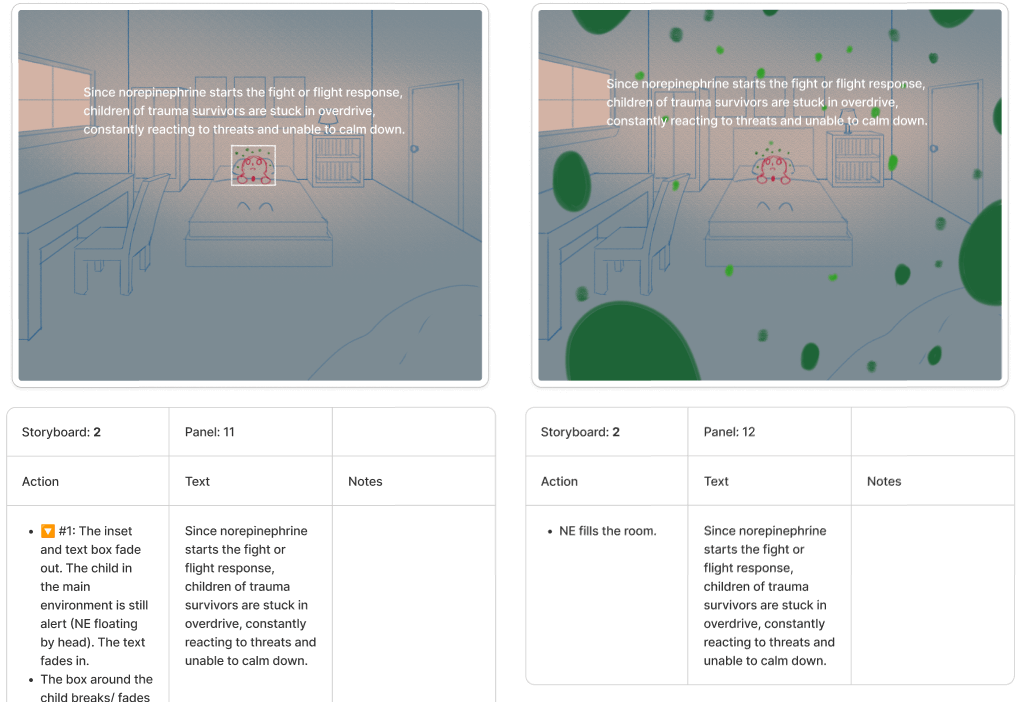 Since norepinephrine starts the fight or flight response,
children of trauma survivors are stuck in overdrive,
constantly reacting to threats and unable to calm down.
Storyboard: 2
Panel: 11
Action
Text
Notes
• 🔽 #1: The inset
and text box fade
out. The child in
the main
environment is still
alert (NE floating
by head). The text
fades in.
• The box around the
child breaks/ fades
Since norepinephrine
starts the fight or
flight response,
children of trauma
survivors are stuck in
overdrive, constantly
reacting to threats and
unable to calm down.
Since norepinephrine starts the fight or flight response,
children of trauma survivors are stuck in overdrive,
constantly reacting to threats and unable to calm down.
Storyboard: 2
Panel: 12
Action
Text
Notes
• NE fills the room.
Since norepinephrine
starts the fight or
flight response,
children of trauma
survivors are stuck in
overdrive, constantly
reacting to threats and
unable to calm down.